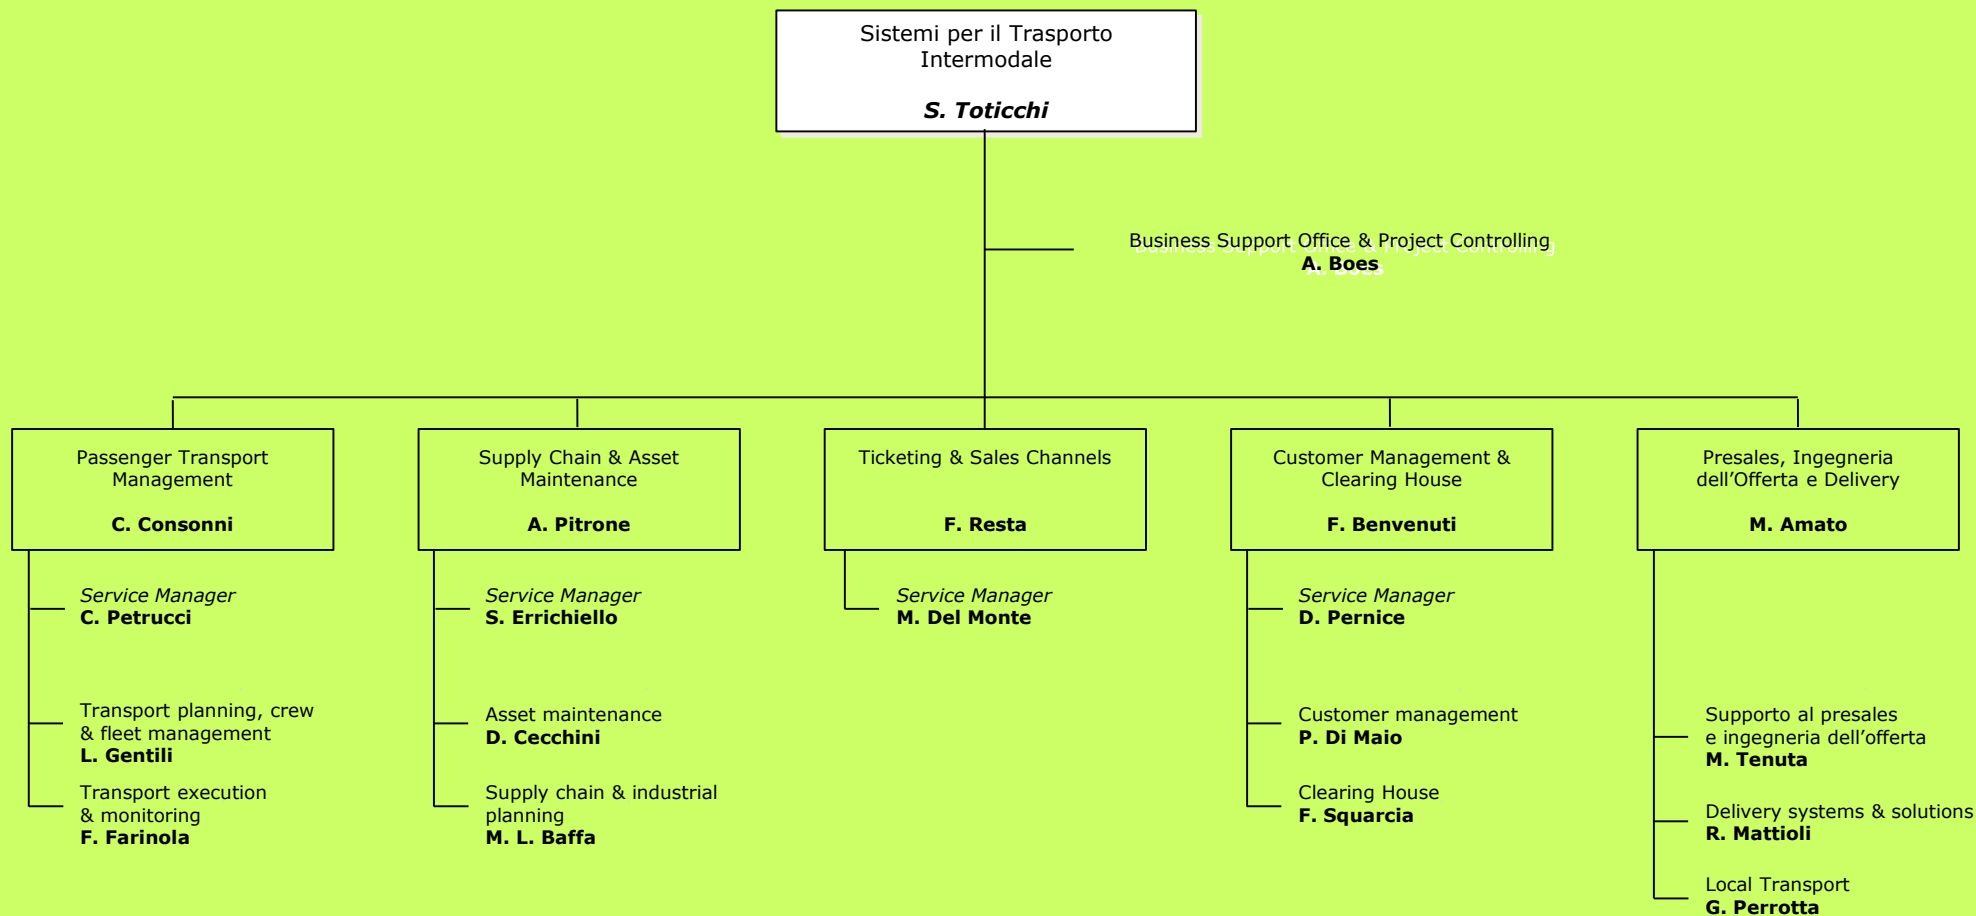 Sistemi per il Trasporto
Intermodale
S. Toticchi
Business Support Office & Project Controlling
A. Boes
Passenger Transport
Management
C. Consonni
Supply Chain & Asset
Maintenance
A. Pitrone
Ticketing & Sales Channels
F. Resta
Customer Management &
Clearing House
F. Benvenuti
Presales, Ingegneria
dell’Offerta e Delivery
M. Amato
Service Manager
C. Petrucci
Transport planning, crew
& fleet management
L. Gentili
Transport execution
& monitoring
F. Farinola
Service Manager
S. Errichiello
Asset maintenance
D. Cecchini
Supply chain & industrial
planning
M. L. Baffa
Service Manager
M. Del Monte
Service Manager
D. Pernice
Customer management
P. Di Maio
Clearing House
F. Squarcia
Supporto al presales
e ingegneria dell’offerta
M. Tenuta
Delivery systems & solutions
R. Mattioli
Local Transport
G. Perrotta